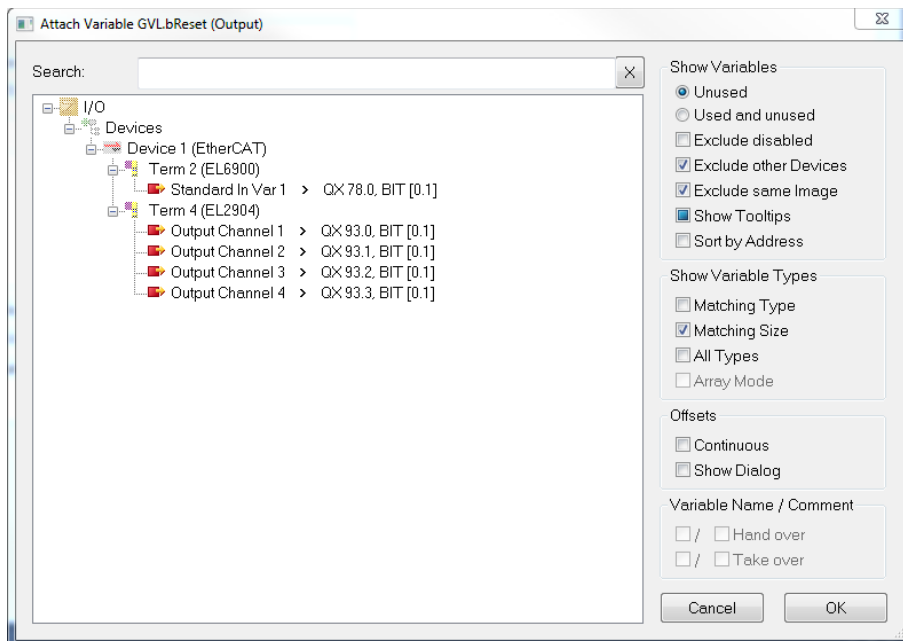 Attach Variable GVL.bReset (Output)
Search:
X
I/O
Devices
Device 1 (EtherCAT)
Term 2 (EL6900)
Standard In Var 1 > QX 78.0, BIT [0.1]
Term 4 (EL2904)
Output Channel 1 > QX 93.0, BIT [0.1]
Output Channel 2 > QX 93.1, BIT [0.1]
Output Channel 3 > QX 93.2, BIT [0.1]
Output Channel 4 > QX 93.3, BIT [0.1]
Show Variables
Unused
Used and unused
Exclude disabled
Exclude other Devices
Exclude same Image
Show Tooltips
Sort by Address
Show Variable Types
Matching Type
Matching Size
All Types
Array Mode
Offsets
Continuous
Show Dialog
Variable Name / Comment
/ Hand over
/ Take over
Cancel
OK